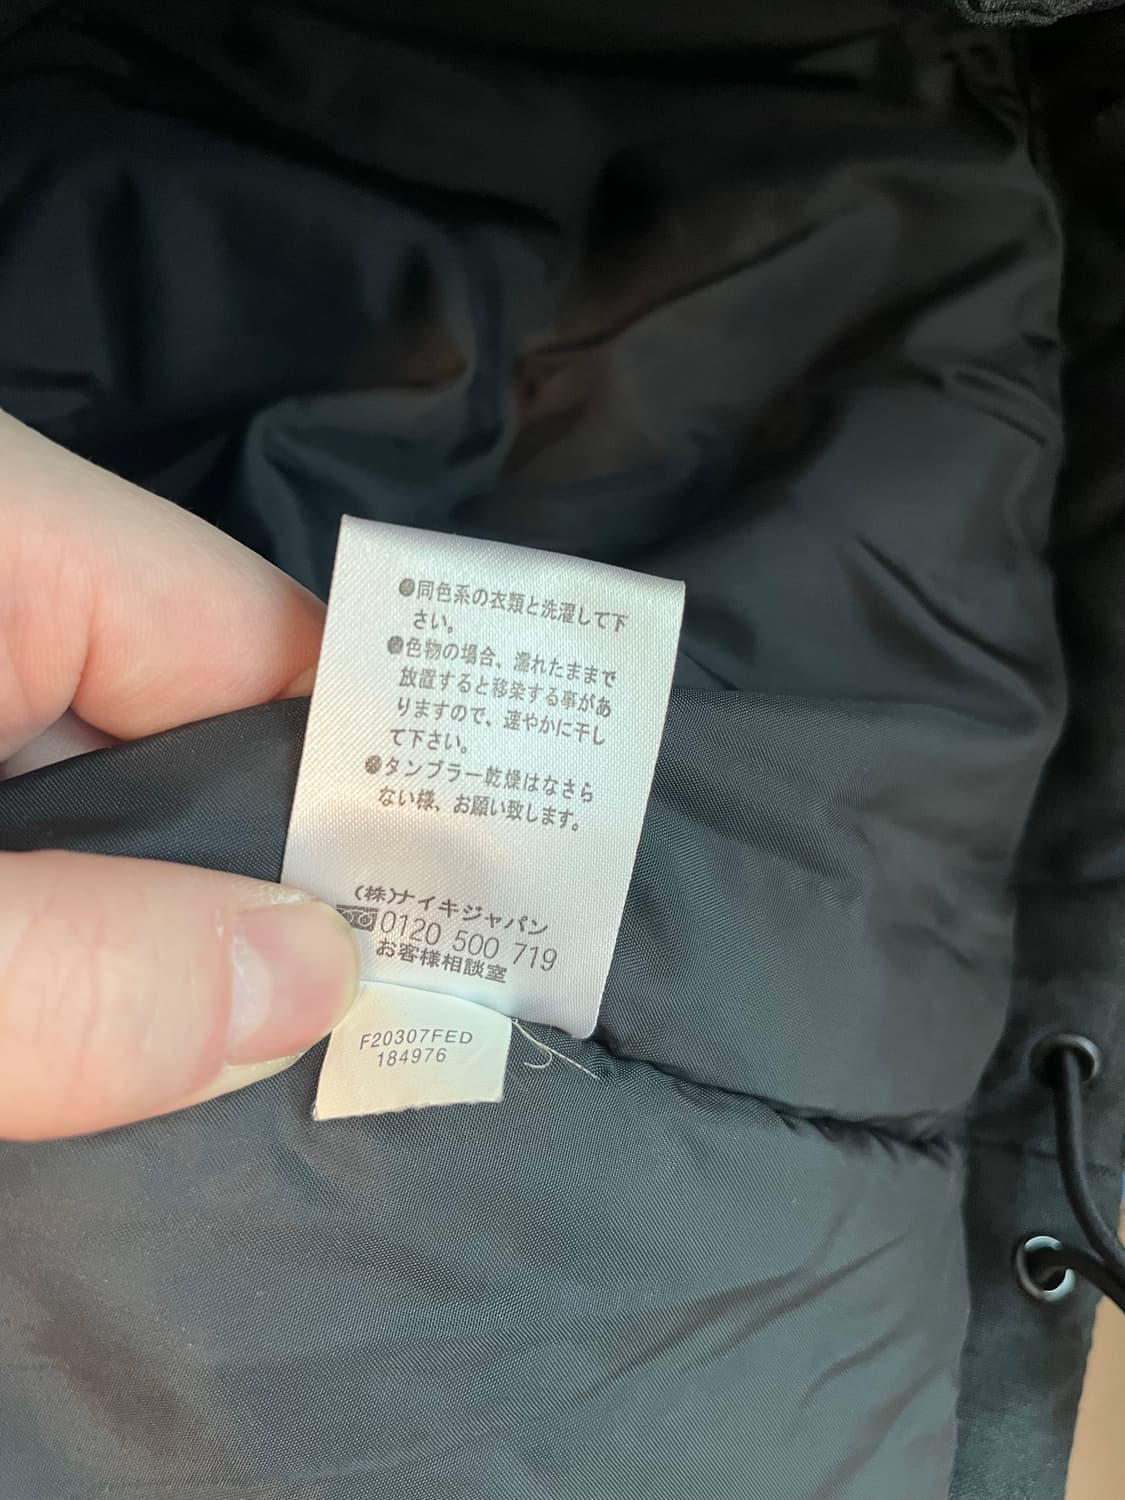 ●同色系の衣類と洗濯して下
さい。
●色物の場合、濡れたままで
放置すると移染する事があ
りますので、速やかに干し
て下さい。
●タンブラー乾燥はなさら
ない様、お願い致します。
(株)ナイキジャパン
0120 500 719
お客様相談室
F20307FED
184976